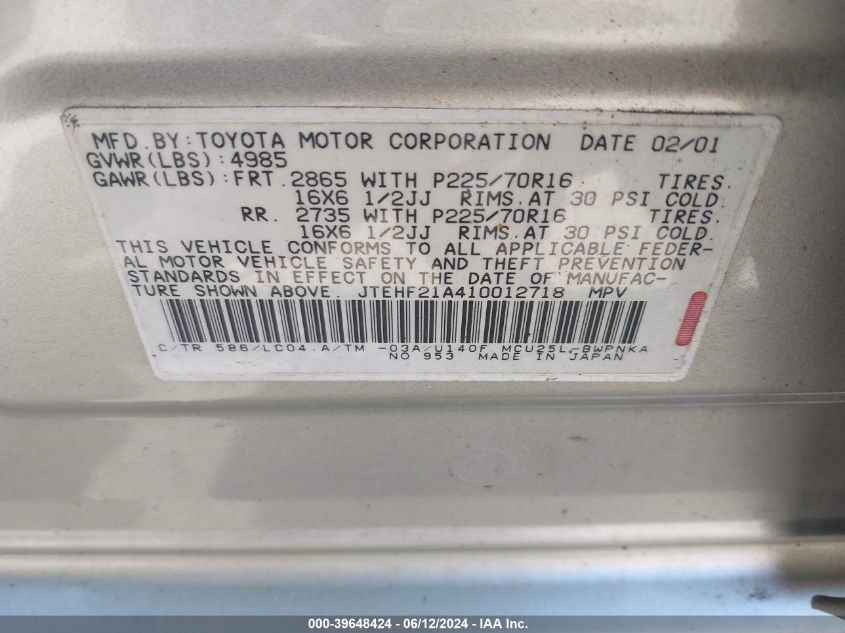 MFD.BY:TOYOTA MOTOR CORPORATION DATE 02/01
GVWR(LBS):4985
GAWR(LBS):FRT. 2865 WITH P225/70R16 TIRES.
16X6 1/2JJ RIMS.AT 30 PSI COLD.
RR. 2735 WITH P225/70R16 TIRES.
16X6 1/2JJ RIMS.AT 30 PSI COLD.
THIS VEHICLE CONFORMS TO ALL APPLICABLE FEDER-
AL MOTOR VEHICLE SAFETY AND THEFT PREVENTION
STANDARDS IN EFFECT ON THE DATE OF MANUFAC-
TURE SHOWN ABOVE. JTEHF21A410012718 MPV
C/TR 586/LC04.A/TM -03A/U140F MCU25L-BWPNKA
NO.953 MADE IN JAPAN
000-39648424 - 06/12/2024 - IAA Inc.